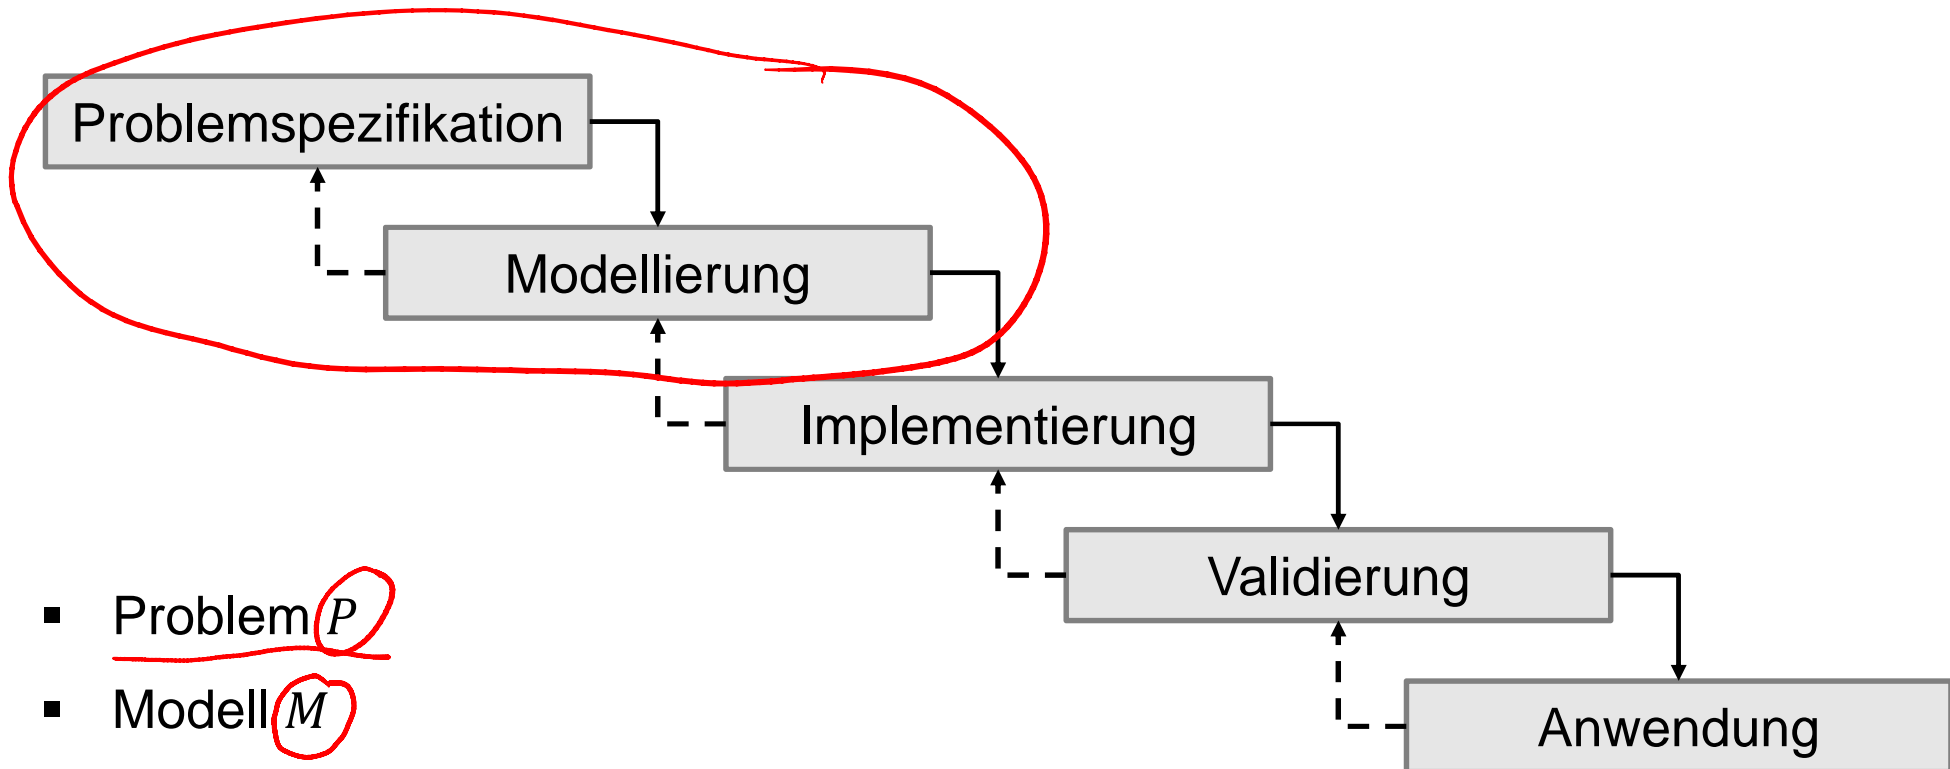 Problemspezifikation
Modellierung
Implementierung
Validierung
Anwendung
▪ Problem P
▪ Modell M